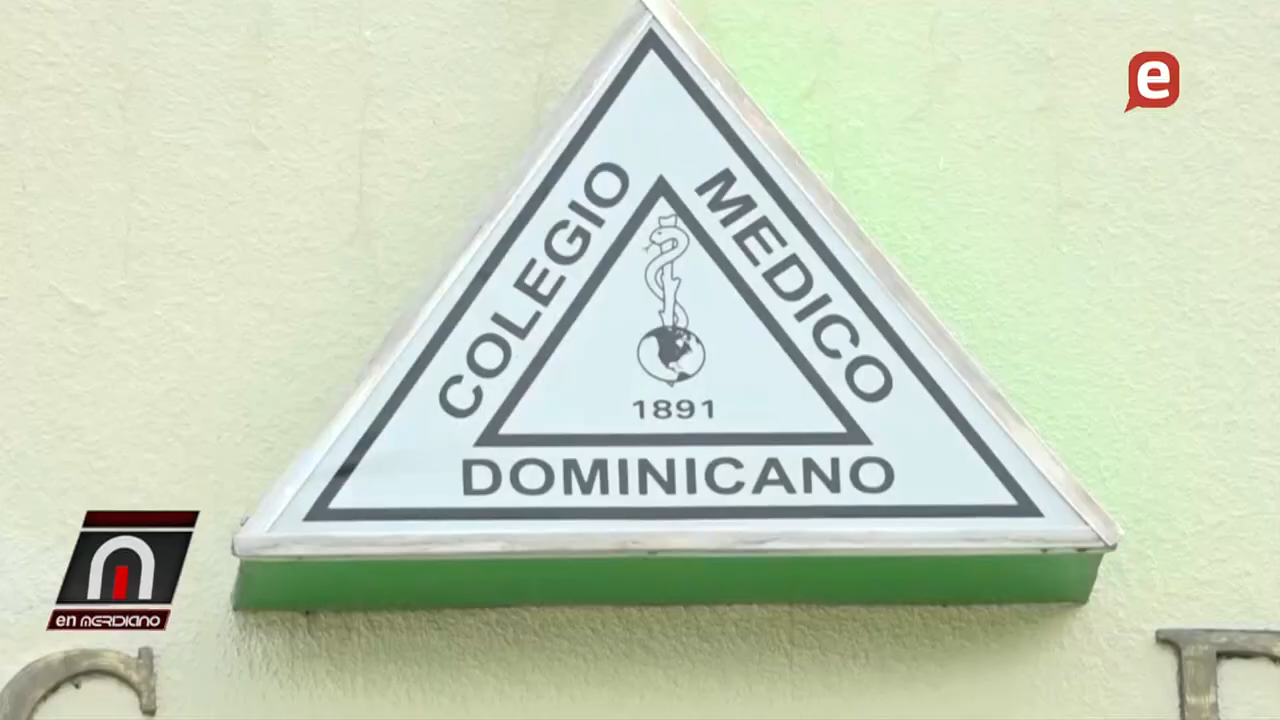 e
COLEGIO
MEDICO
1891
DOMINICANO
en MERIDIANO